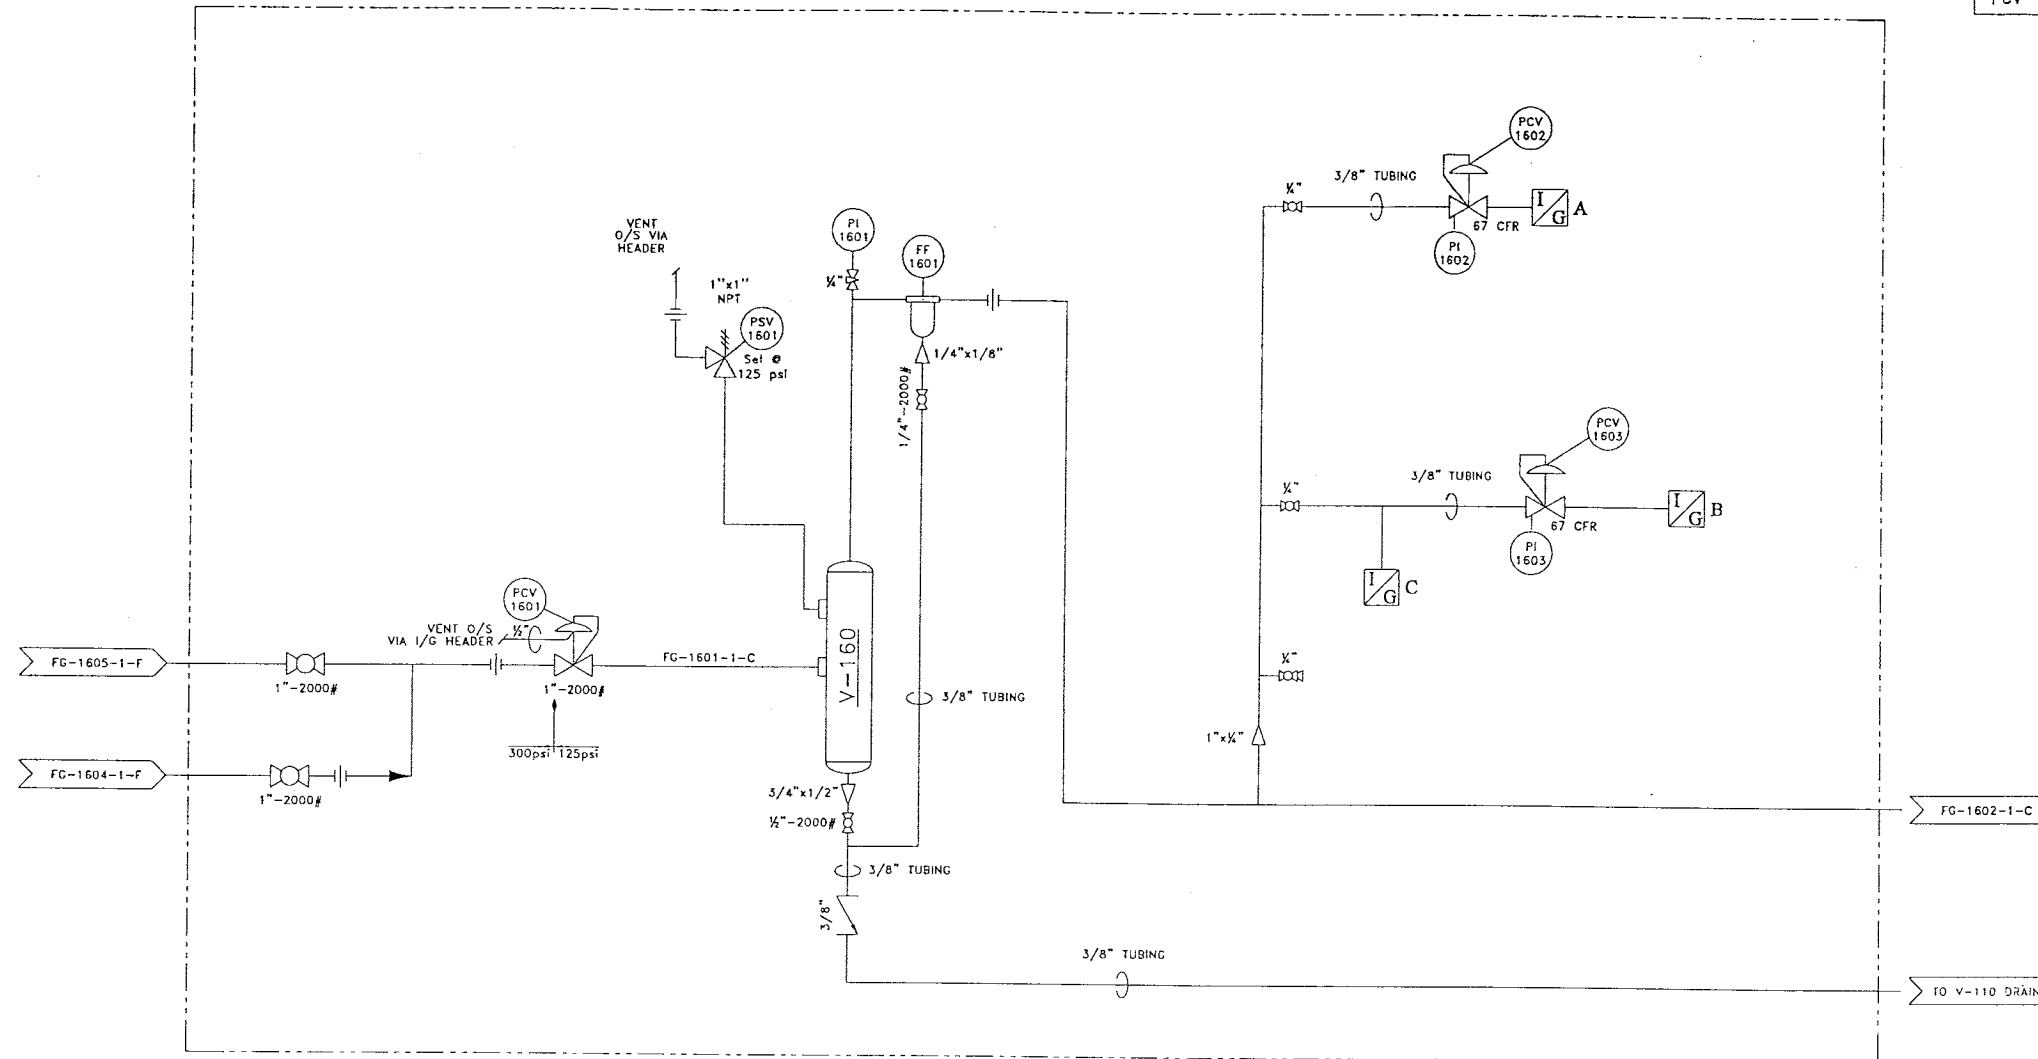 PCV
1602
3/8" TUBING
¼"
I
G
A
67 CFR
PI
1602
VENT
O/S VIA
HEADER
PI
1601
FF
1601
¼"
1"x1"
NPT
PSV
1601
Set @
125 psi
1/4"x1/8"
1/4"-2000#
PCV
1603
3/8" TUBING
¼"
I
G
B
67 CFR
PI
1603
I
G
C
PCV
1601
VENT O/S
VIA I/G HEADER
½"
FG-1605-1-F
1"-2000#
1"-2000#
FG-1601-1-C
V-160
3/8" TUBING
¼"
300psi
125psi
1"x¼"
FG-1604-1-F
1"-2000#
3/4"x1/2"
½"-2000#
FG-1602-1-C
3/8" TUBING
3/8"
3/8" TUBING
TO V-110 DRAIN